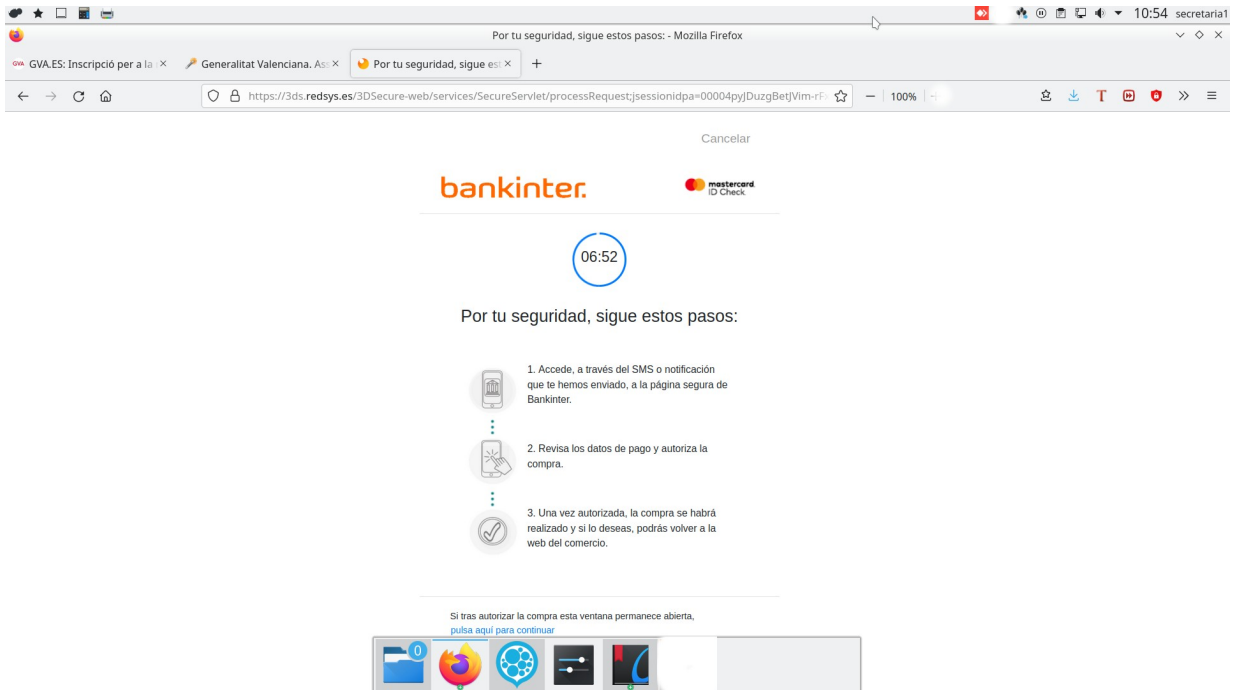 10:54 secretaria1
Por tu seguridad, sigue estos pasos: - Mozilla Firefox
GVA GVA.ES: Inscripció per a la
Generalitat Valenciana. Ass
Por tu seguridad, sigue est
https://3ds.redsys.es/3DSecure-web/services/SecureServlet/processRequest;jsessionidpa=00004pyJDuzgBetJVim-rF
100%
T
Cancelar
bankinter.
mastercard
ID Check
06:52
Por tu seguridad, sigue estos pasos:
1. Accede, a través del SMS o notificación
que te hemos enviado, a la página segura de
Bankinter.
2. Revisa los datos de pago y autoriza la
compra.
3. Una vez autorizada, la compra se habrá
realizado y si lo deseas, podrás volver a la
web del comercio.
Si tras autorizar la compra esta ventana permanece abierta,
pulsa aquí para continuar
0